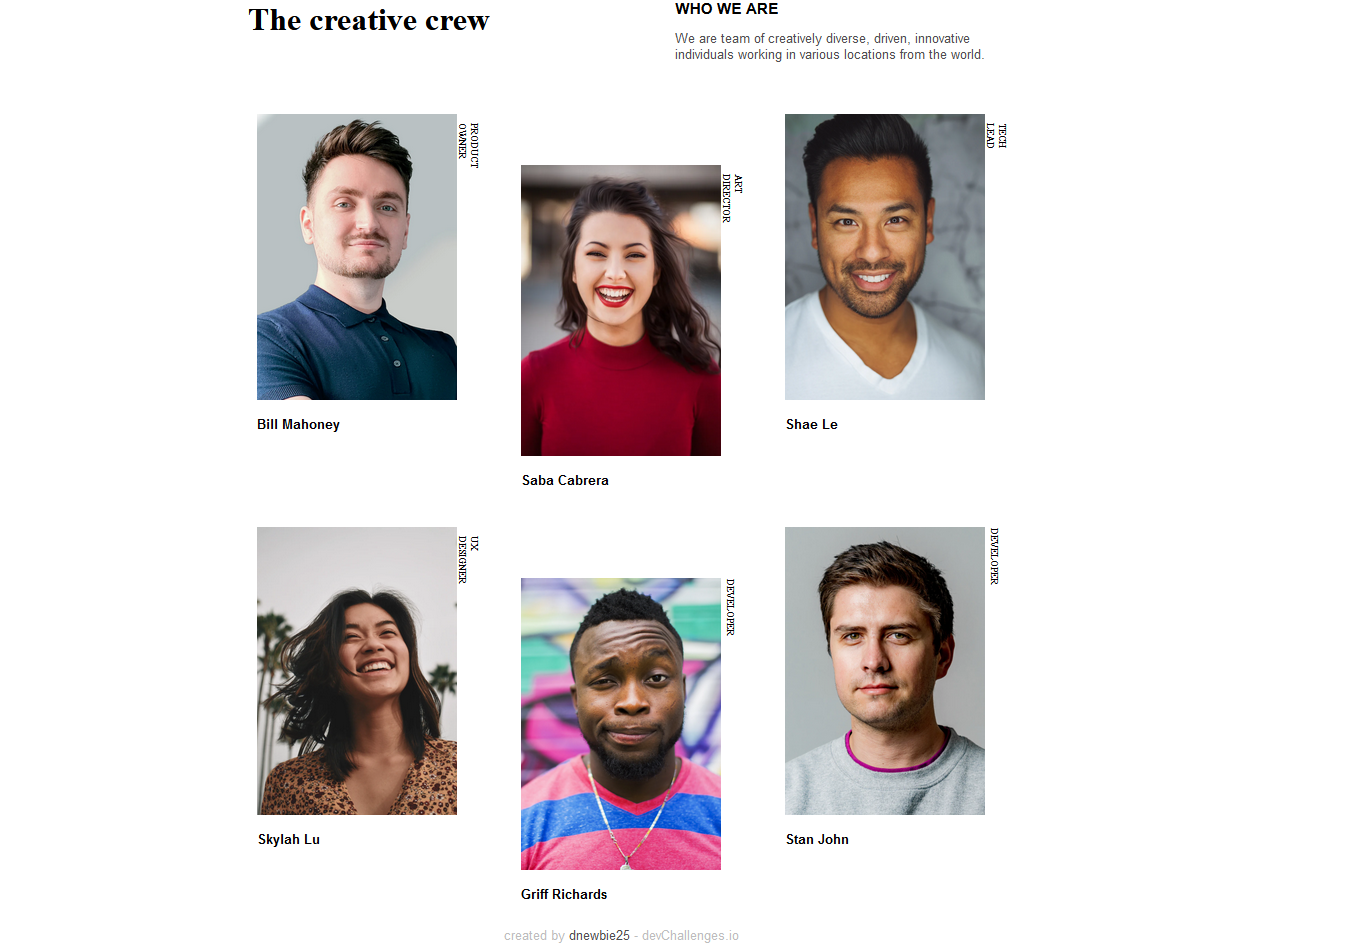 The creative crew
WHO WE ARE
We are team of creatively diverse, driven, innovative
individuals working in various locations from the world.
PRODUCT
OWNER
Bill Mahoney
ART
DIRECTOR
Saba Cabrera
TECH
LEAD
Shae Le
UX
DESIGNER
Skylah Lu
DEVELOPER
Griff Richards
DEVELOPER
Stan John
created by dnewbie25 - devChallenges.io